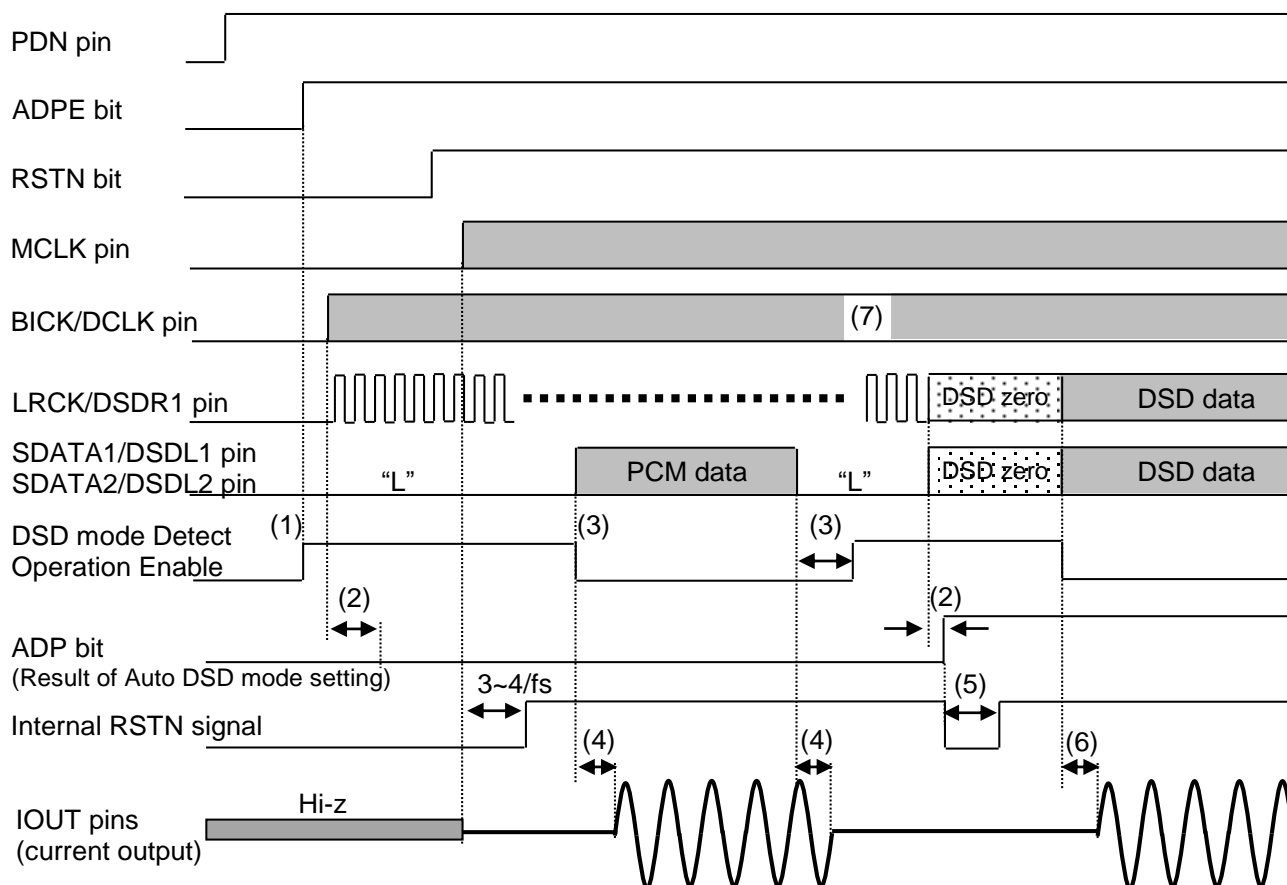 PDN pin
ADPE bit
RSTN bit
MCLK pin
BICK/DCLK pin
(7)
LRCK/DSDR1 pin
DSD zero
DSD data
SDATA1/DSDL1 pin
SDATA2/DSDL2 pin
“L”
PCM data
“L”
DSD zero
DSD data
DSD mode Detect
Operation Enable
(1)
(3)
(3)
(2)
(2)
ADP bit
(Result of Auto DSD mode setting)
3~4/fs
(5)
Internal RSTN signal
(4)
(4)
(6)
Hi-z
IOUT pins
(current output)